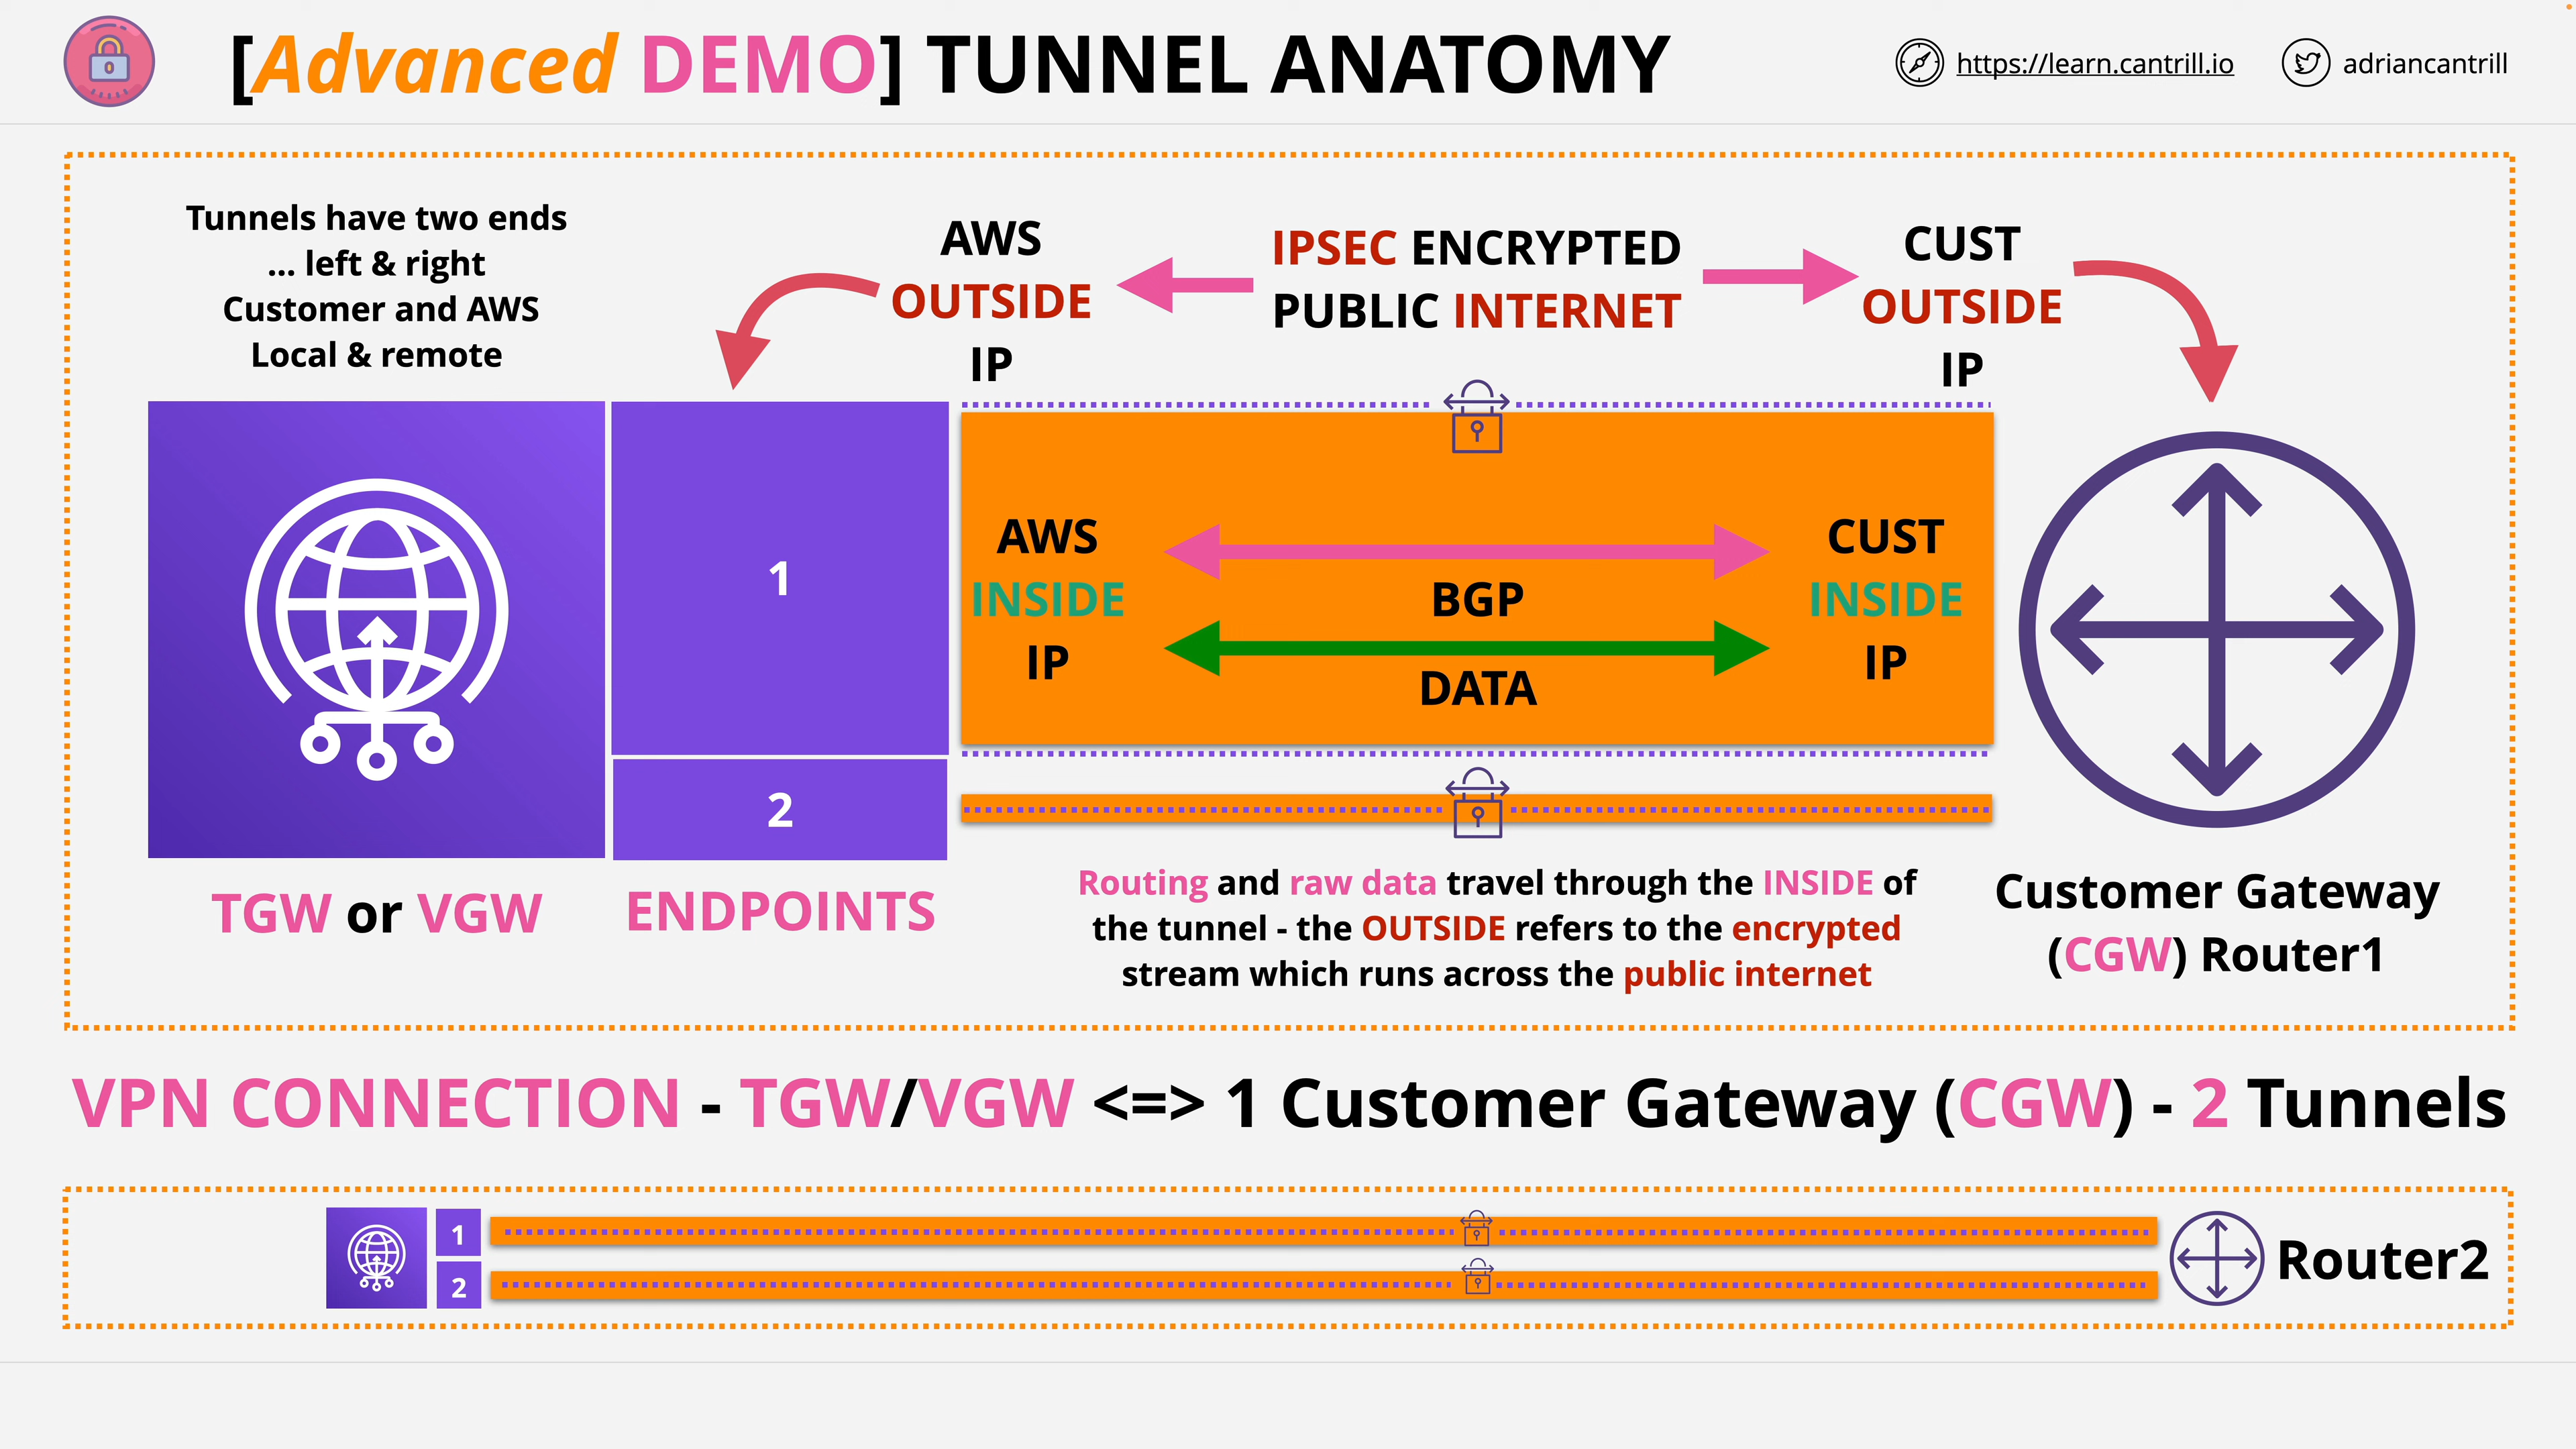 [Advanced DEMO] TUNNEL ANATOMY
https://learn.cantrill.io
adriancantrill
Tunnels have two ends
... left & right
Customer and AWS
Local & remote
AWS
OUTSIDE
IP
IPSEC ENCRYPTED
PUBLIC INTERNET
CUST
OUTSIDE
IP
1
2
AWS
INSIDE
IP
BGP
DATA
CUST
INSIDE
IP
TGW or VGW
ENDPOINTS
Routing and raw data travel through the INSIDE of
the tunnel - the OUTSIDE refers to the encrypted
stream which runs across the public internet
Customer Gateway
(CGW) Router1
VPN CONNECTION - TGW/VGW <=> 1 Customer Gateway (CGW) - 2 Tunnels
1
2
Router2